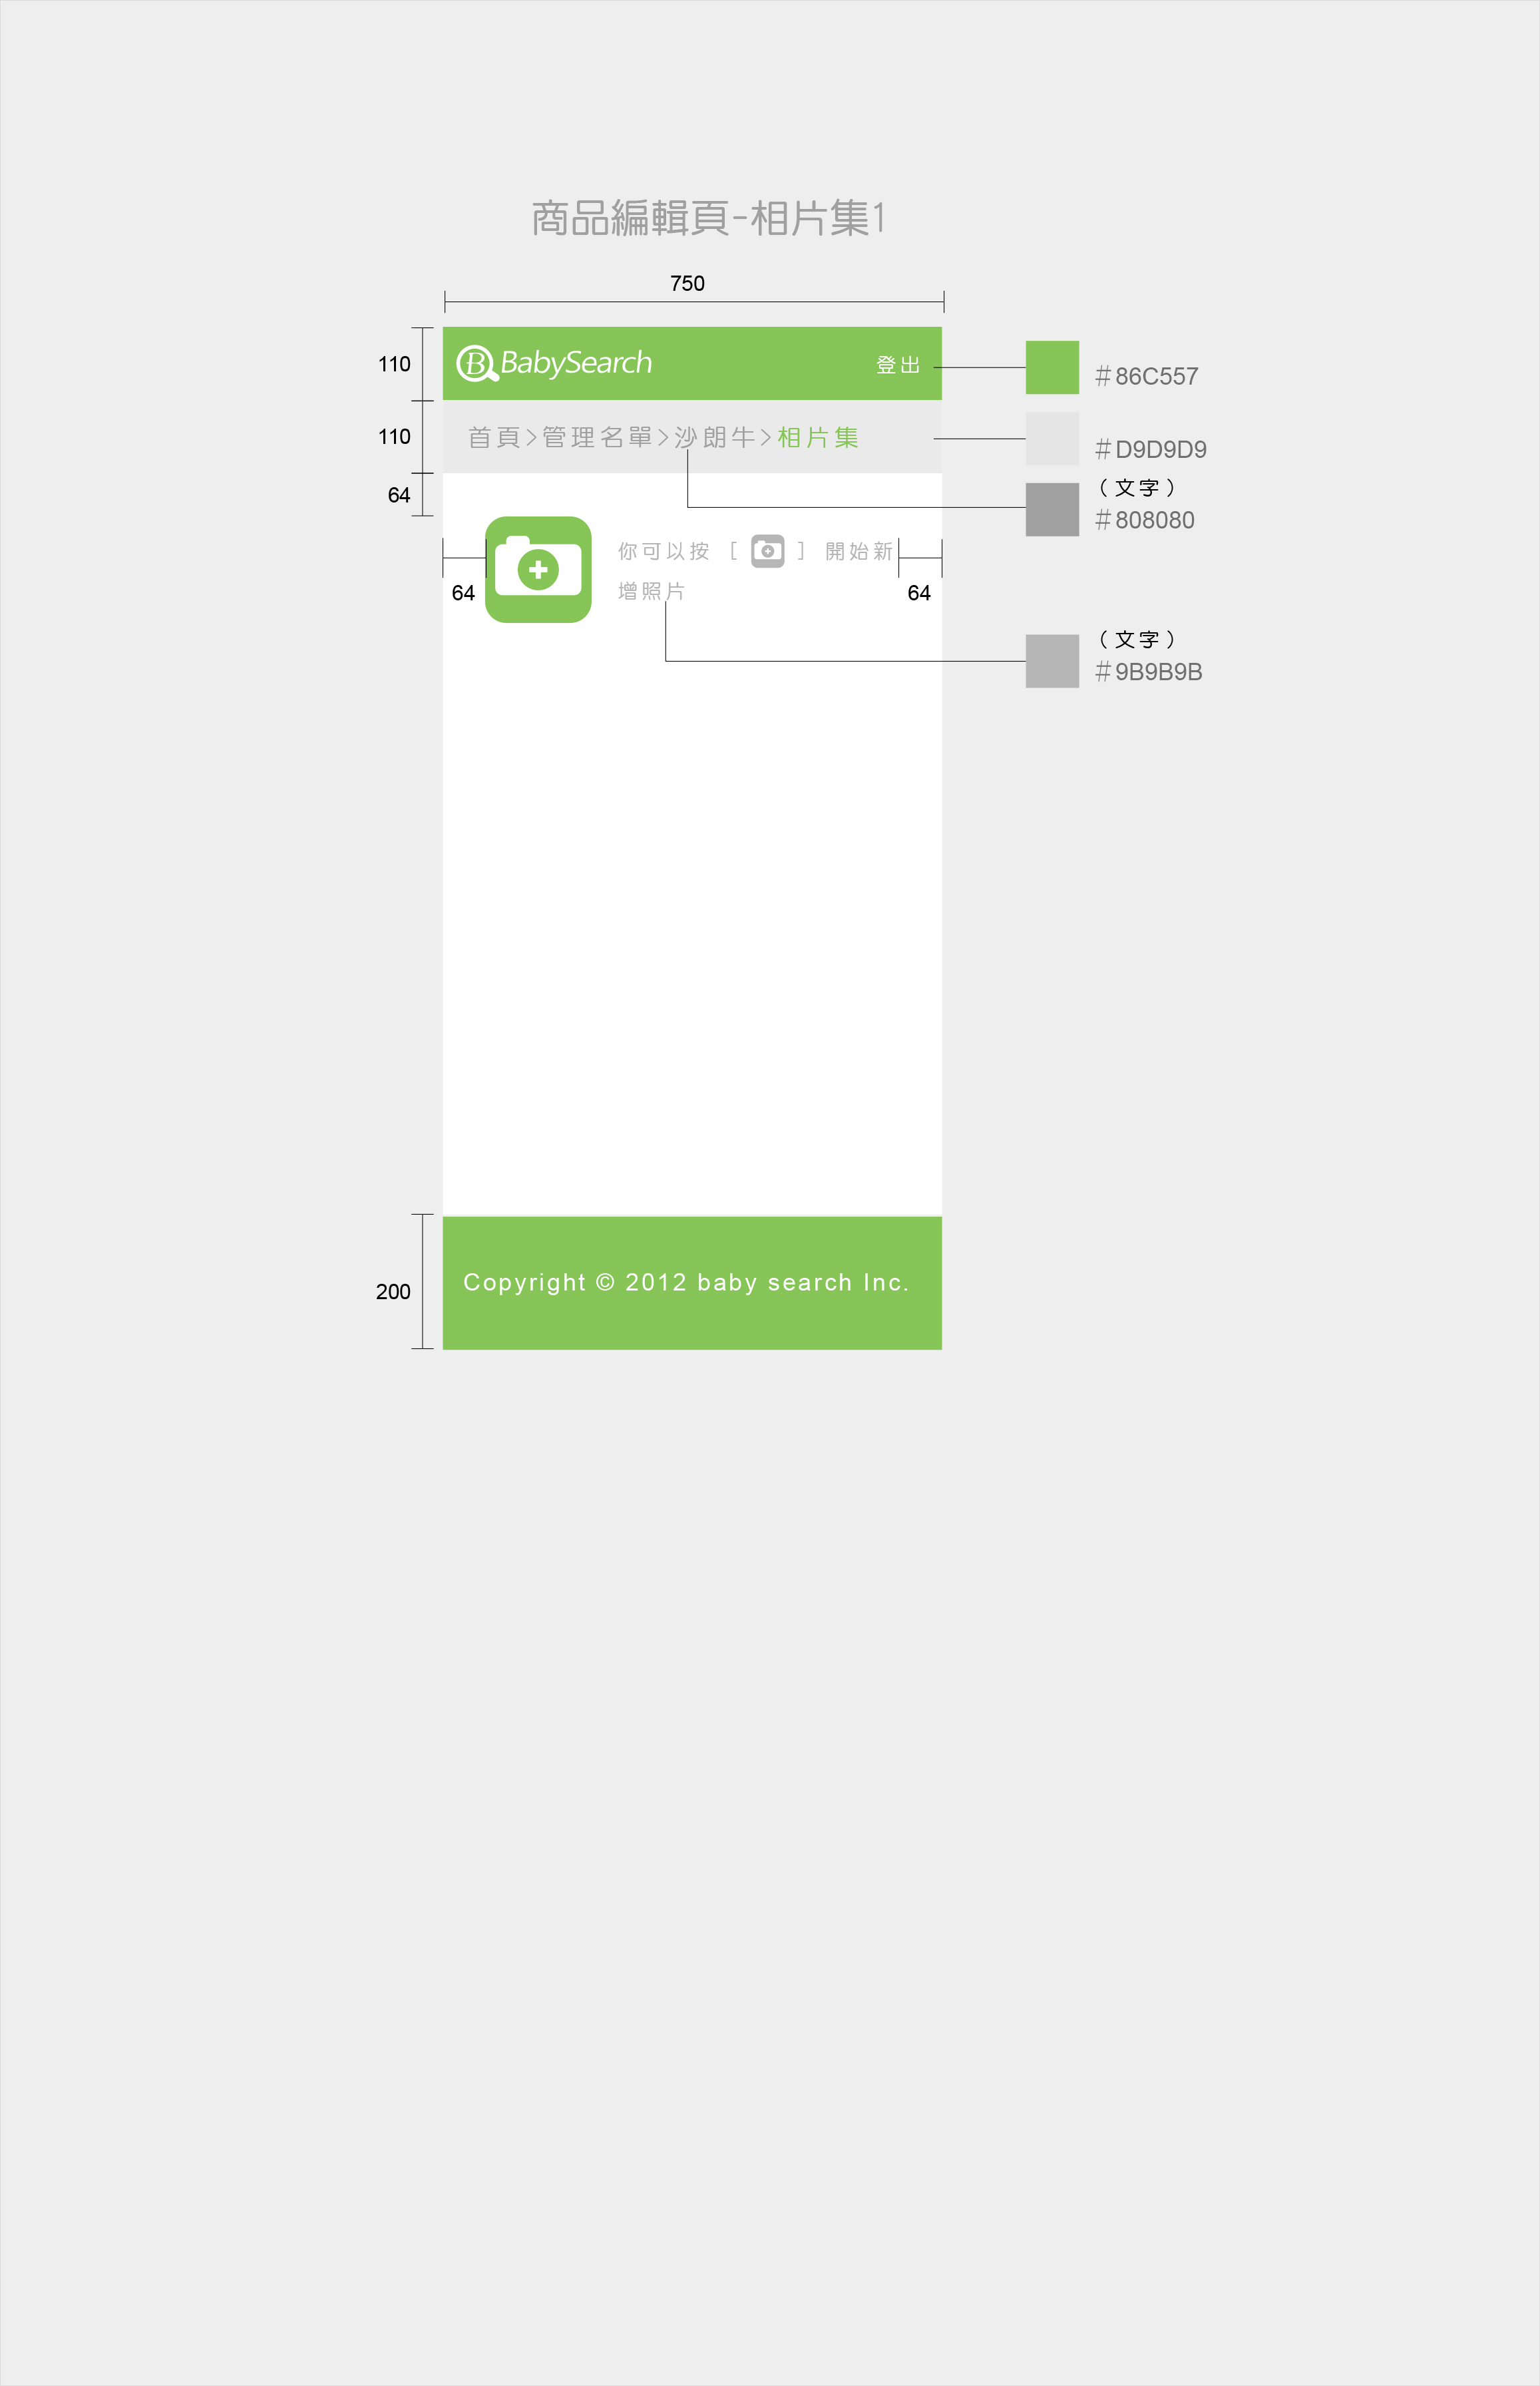 商品編輯頁-相片集1
750
110
B BabySearch
登出
#86C557
110
首頁>管理名單>沙朗牛>相片集
#D9D9D9
64
(文字)
#808080
你可以按 [ ] 開始新
增照片
64
64
(文字)
#9B9B9B
200
Copyright © 2012 baby search Inc.